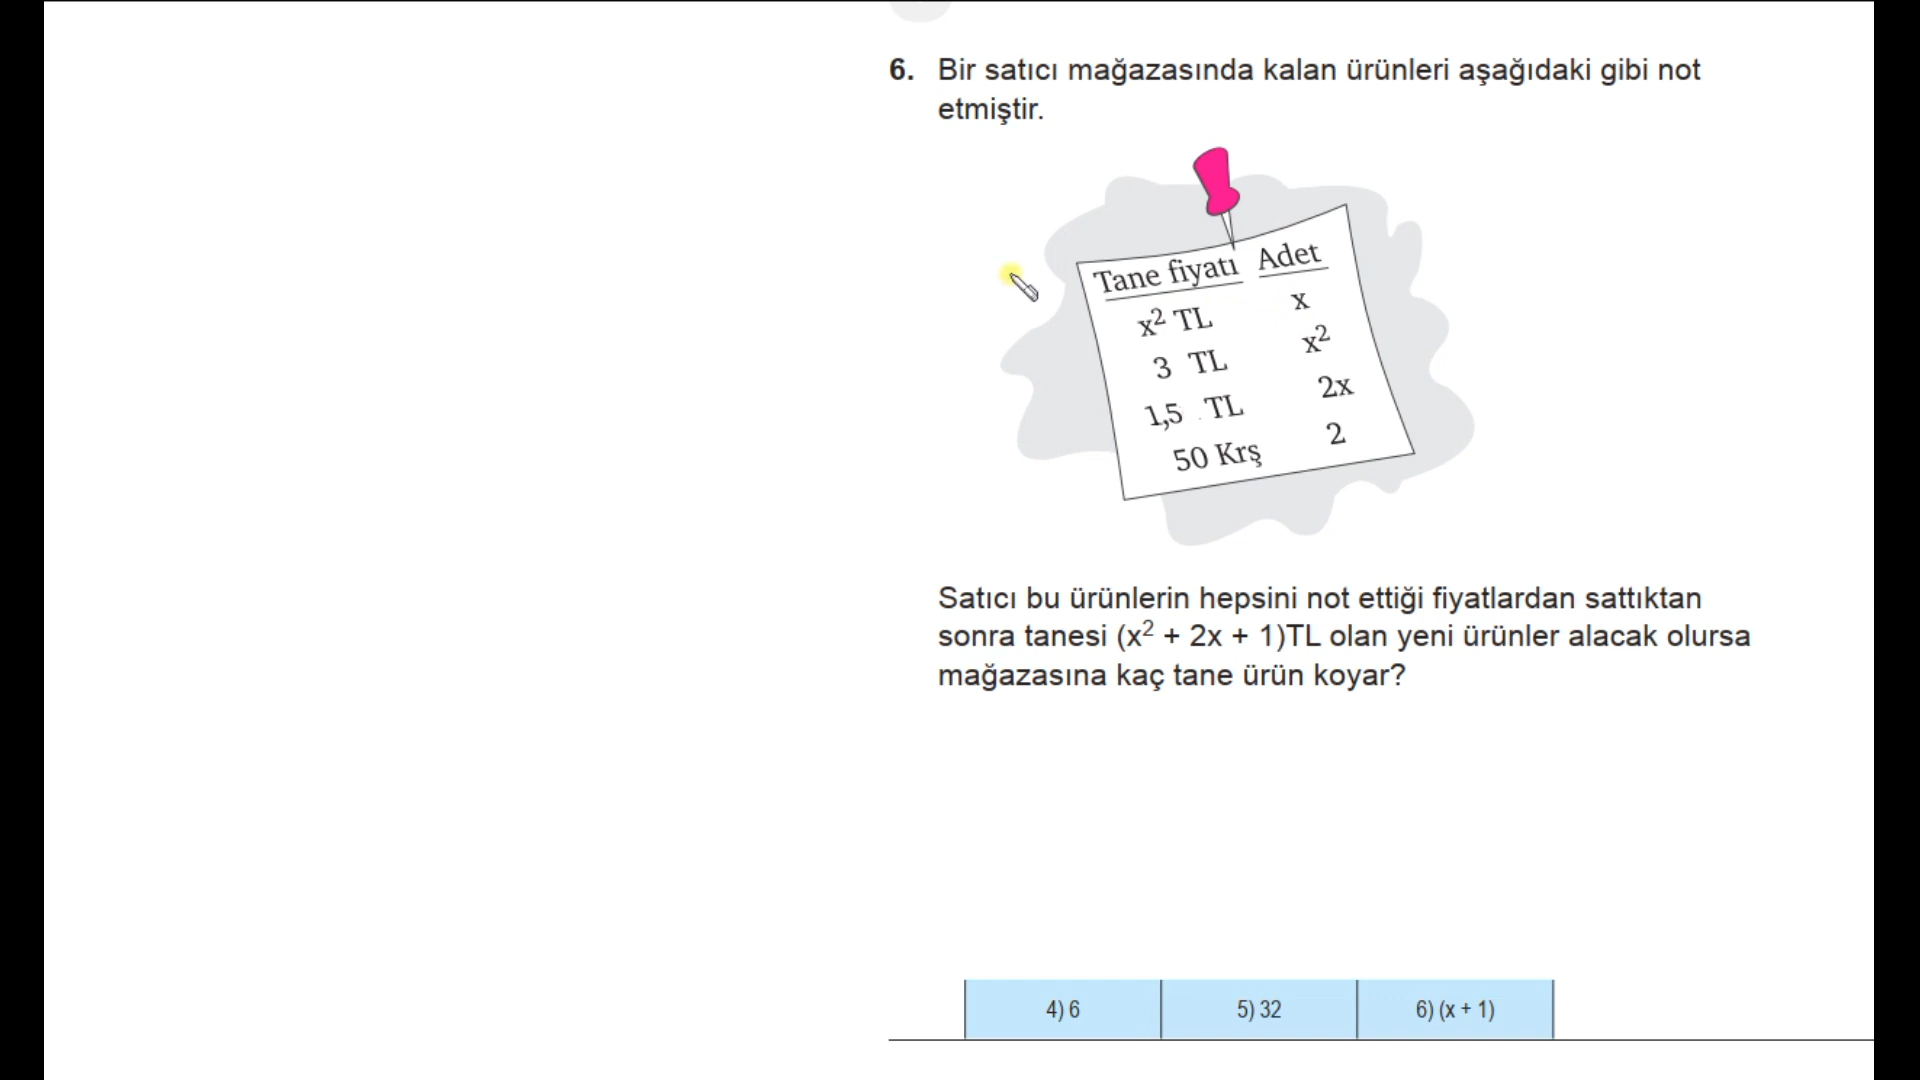 6. Bir satıcı mağazasında kalan ürünleri aşağıdaki gibi not
etmiştir.
Tane fiyatı Adet
x² TL x
3 TL x²
1,5 TL 2x
50 Krş 2
Satıcı bu ürünlerin hepsini not ettiği fiyatlardan sattıktan
sonra tanesi (x² + 2x + 1)TL olan yeni ürünler alacak olursa
mağazasına kaç tane ürün koyar?
4) 6 5) 32 6) (x + 1)